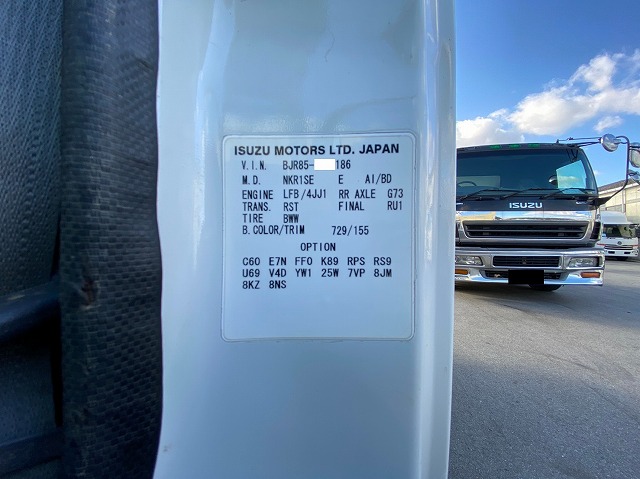 ISUZU MOTORS LTD. JAPAN
V.I.N. BJR85- 186
M.D. NKR1SE E AI/BD
ENGINE LFB/4JJ1 RR AXLE G73
TRANS. RST FINAL RU1
TIRE BWW
B.COLOR/TRIM 729/155
OPTION
C60 E7N FFO K89 RPS RS9
U69 V4D YW1 25W 7VP 8JM
8KZ 8NS
ISUZU